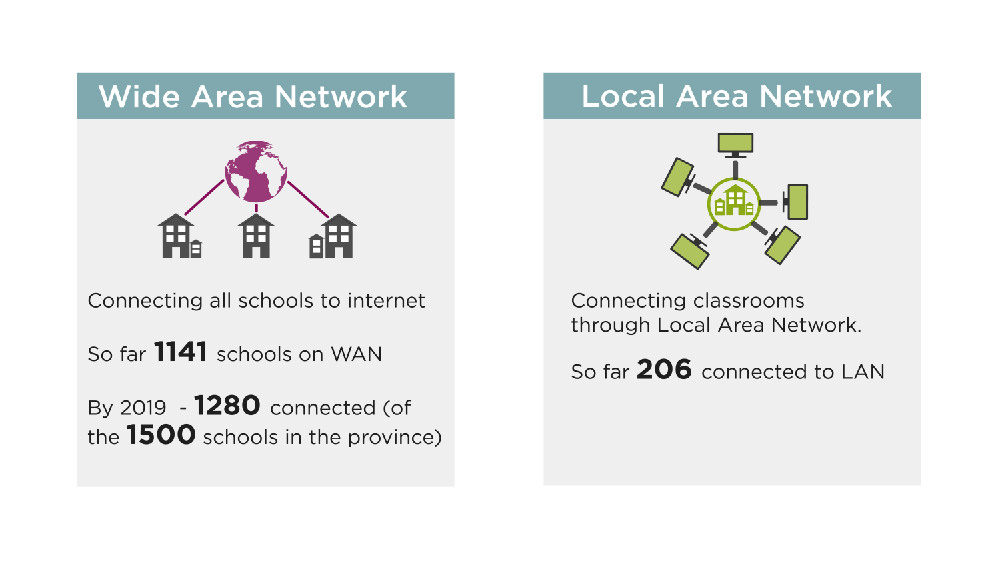 Wide Area Network
Connecting all schools to internet
So far 1141 schools on WAN
By 2019 - 1280 connected (of
the 1500 schools in the province)
Local Area Network
Connecting classrooms
through Local Area Network.
So far 206 connected to LAN